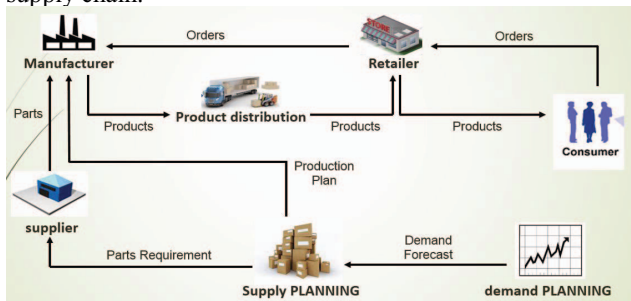 supply chain.
Orders
STORE
Orders
Manufacturer
Retailer
Parts
Products
Product distribution
Products
Products
Consumer
Production
Plan
supplier
Parts Requirement
Demand
Forecast
Supply PLANNING
demand PLANNING